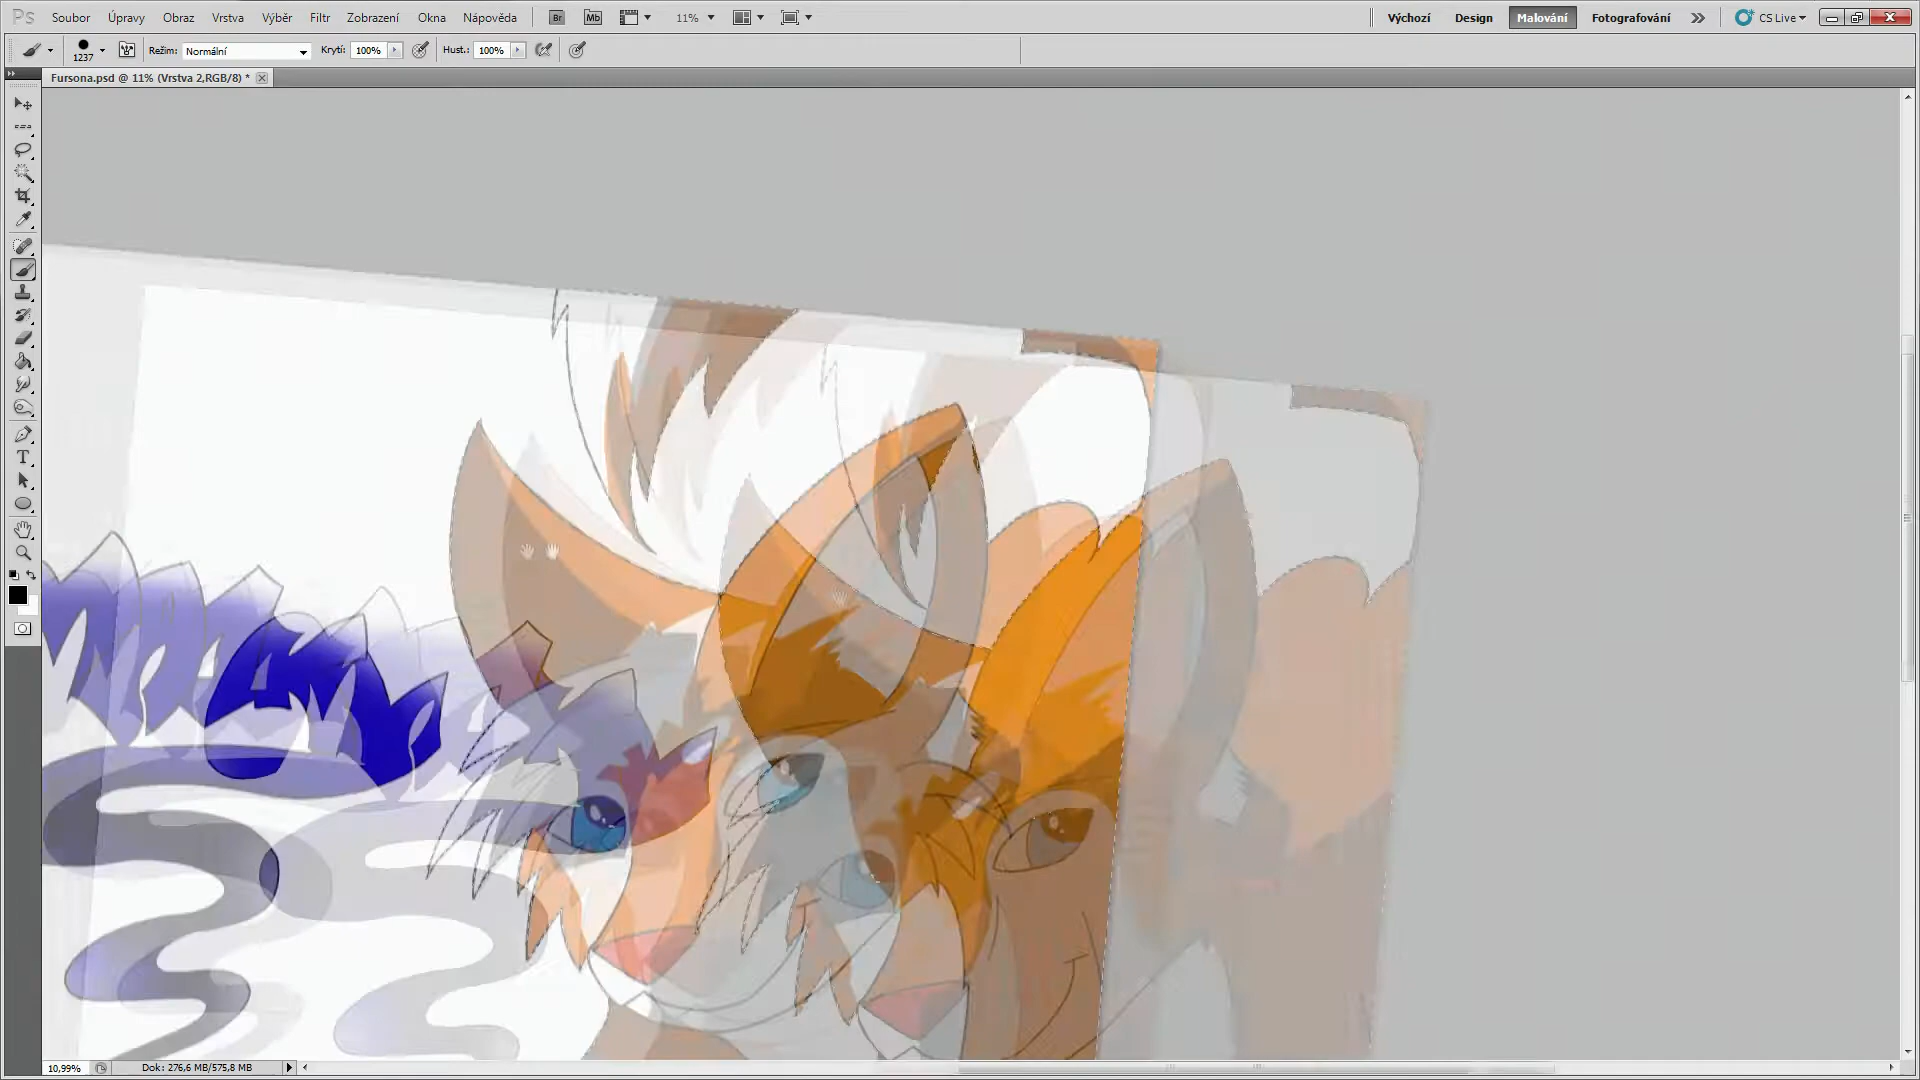 Ps Soubor Úpravy Obraz Vrstva Výběr Filtr Zobrazení Okna Nápověda Br Mb 11% Výchozí Design Malování Fotografování CS Live
1237 Režim: Normální Krytí: 100% Hust.: 100%
Fursona.psd @ 11% (Vrstva 2,RGB/8) *
T
10,99% Dok: 276,6 MB/575,8 MB